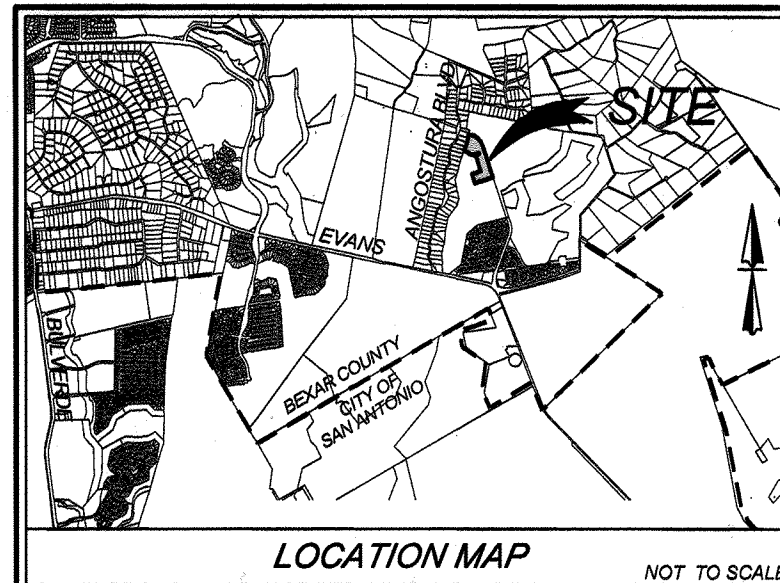 SITE
ANGOSTURA BLVD
EVANS
BULVERDE
BEXAR COUNTY
CITY OF
SAN ANTONIO
LOCATION MAP
NOT TO SCALE